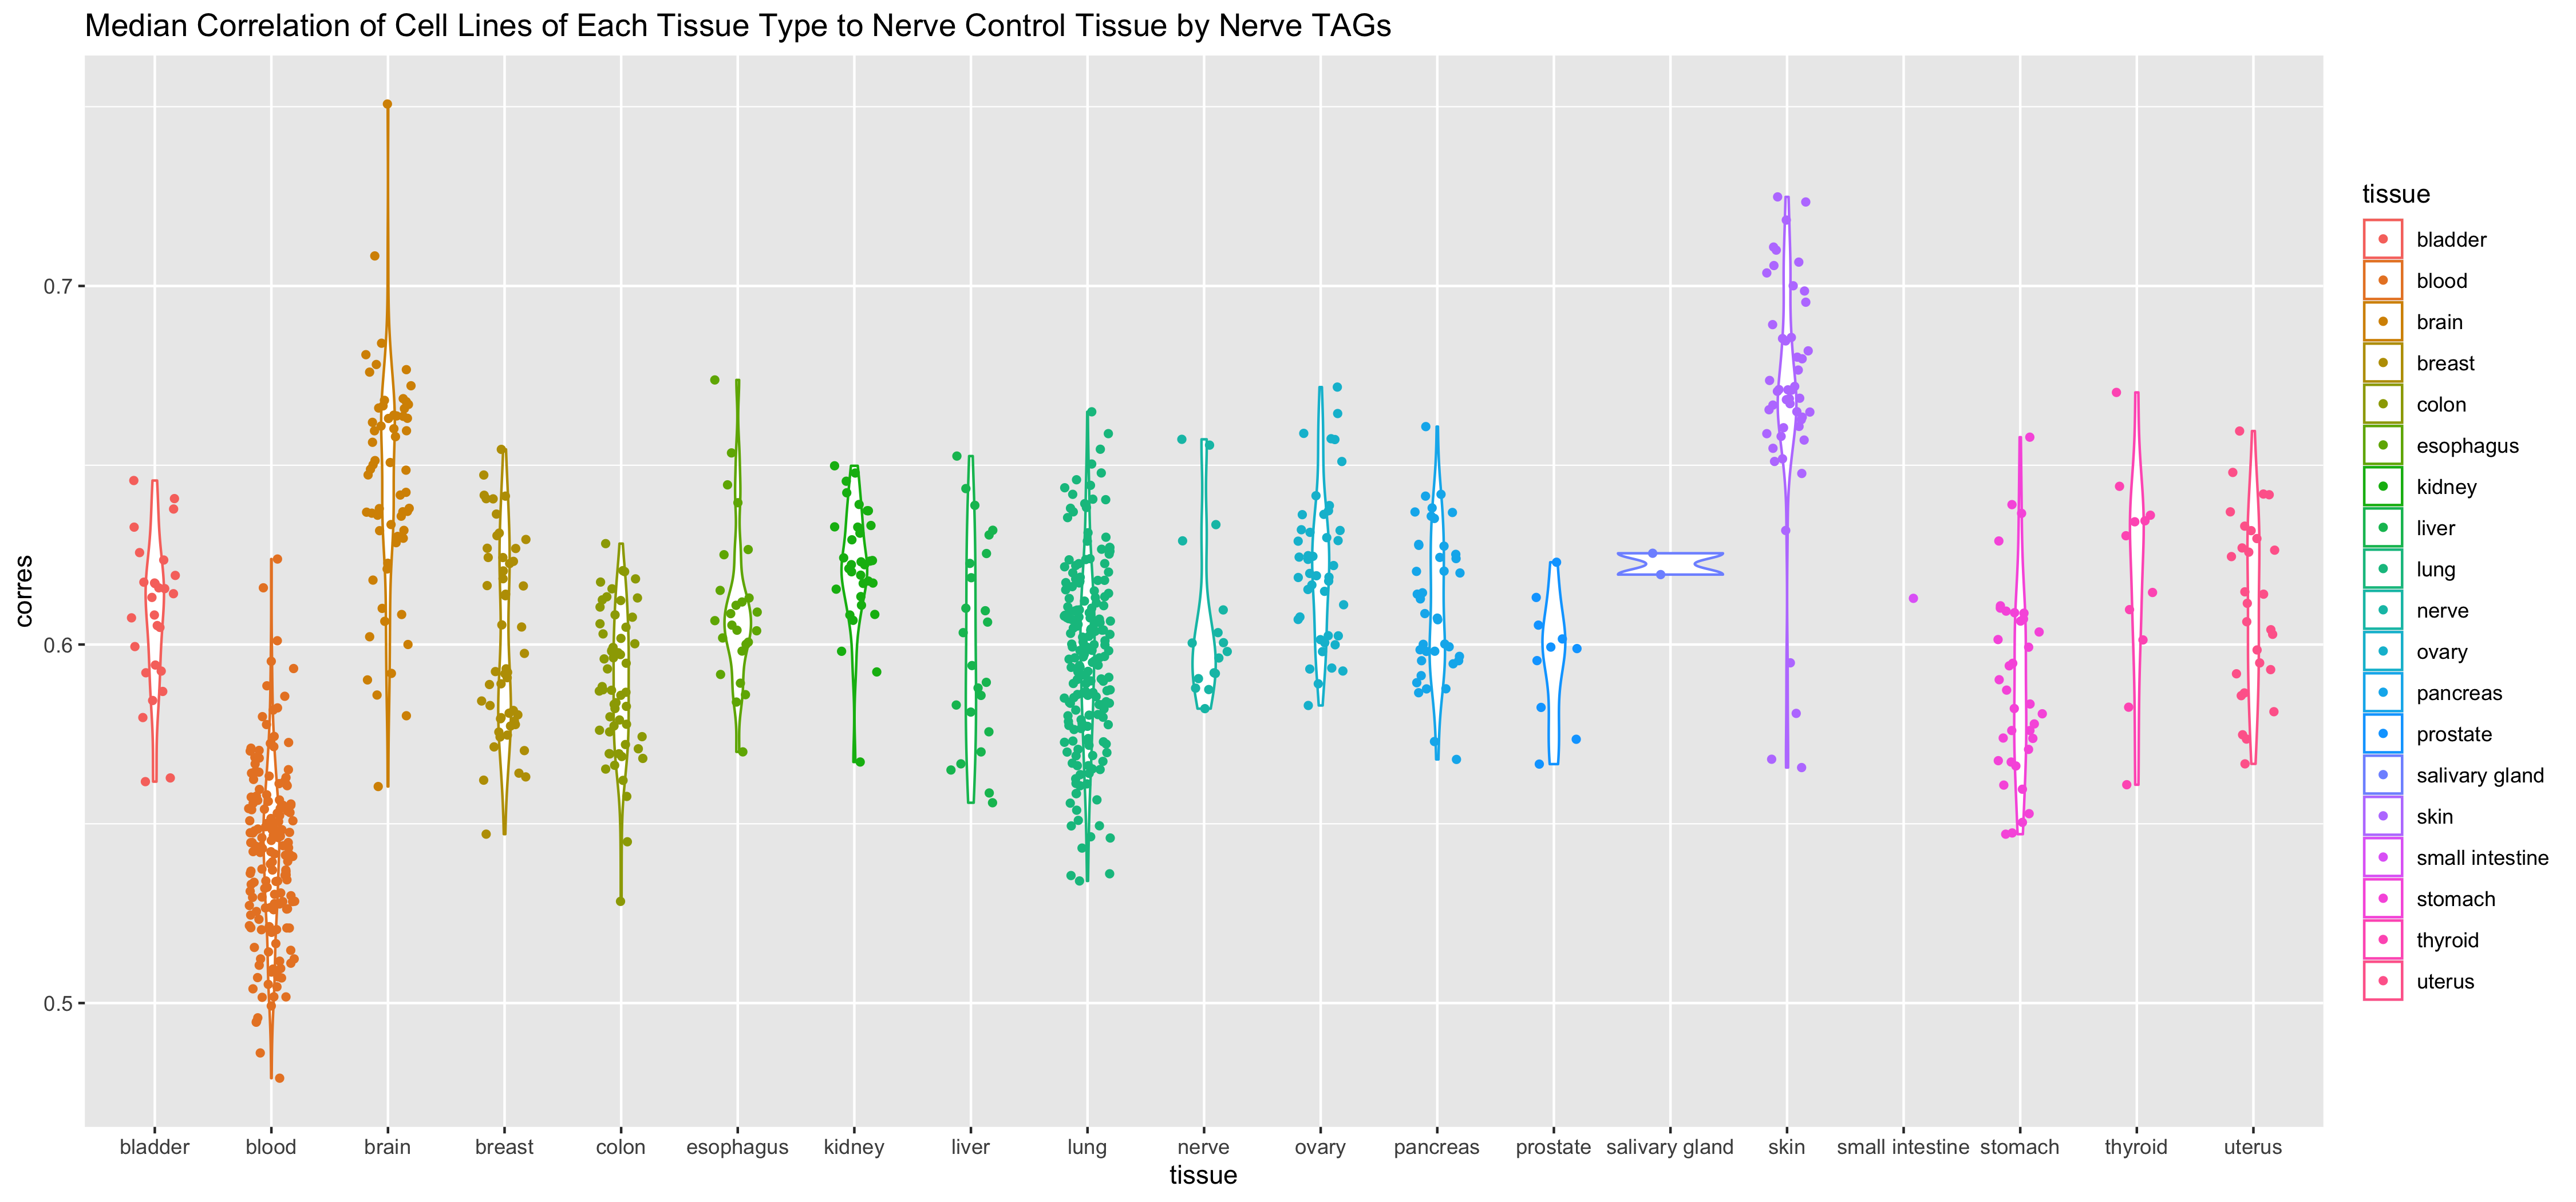 Median Correlation of Cell Lines of Each Tissue Type to Nerve Control Tissue by Nerve TAGs
corres
0.7
0.6
0.5
bladder blood brain breast colon esophagus kidney liver lung nerve ovary pancreas prostate salivary gland skin small intestine stomach thyroid uterus
tissue
tissue
bladder
blood
brain
breast
colon
esophagus
kidney
liver
lung
nerve
ovary
pancreas
prostate
salivary gland
skin
small intestine
stomach
thyroid
uterus